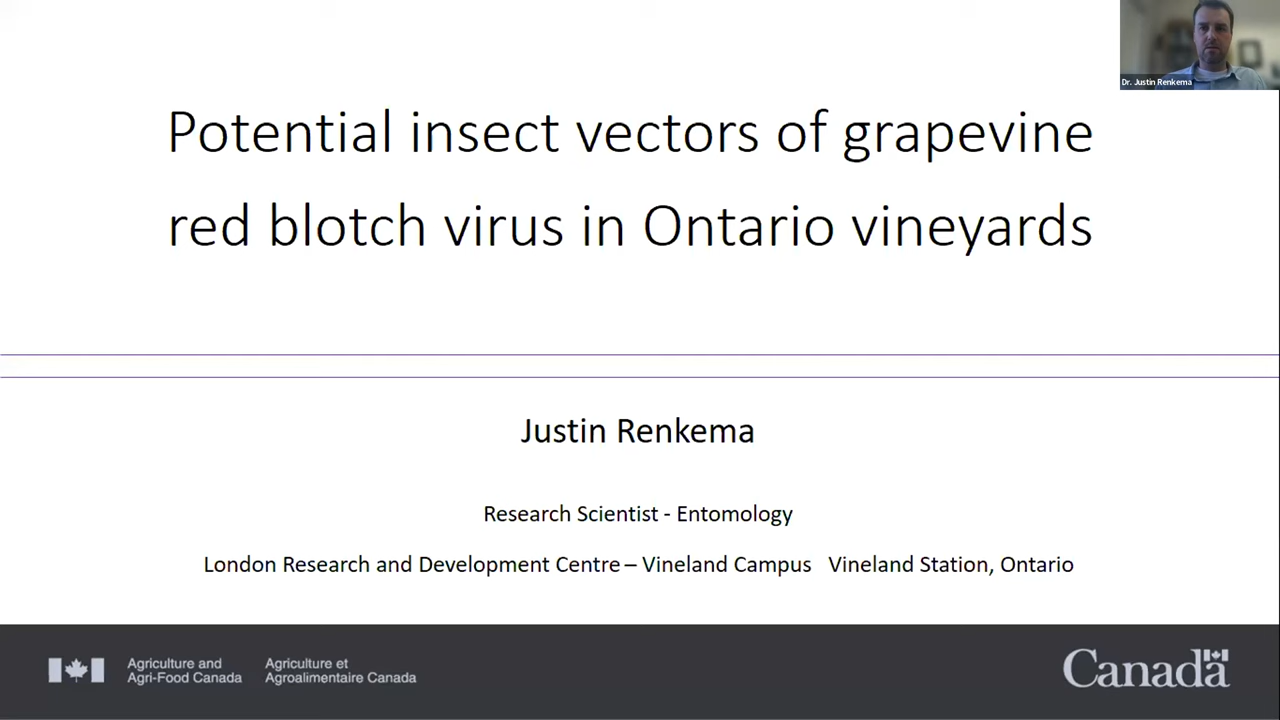 Dr. Justin Renkema
Potential insect vectors of grapevine
red blotch virus in Ontario vineyards
Justin Renkema
Research Scientist - Entomology
London Research and Development Centre – Vineland Campus Vineland Station, Ontario
Agriculture and
Agri-Food Canada
Agriculture et
Agroalimentaire Canada
Canada